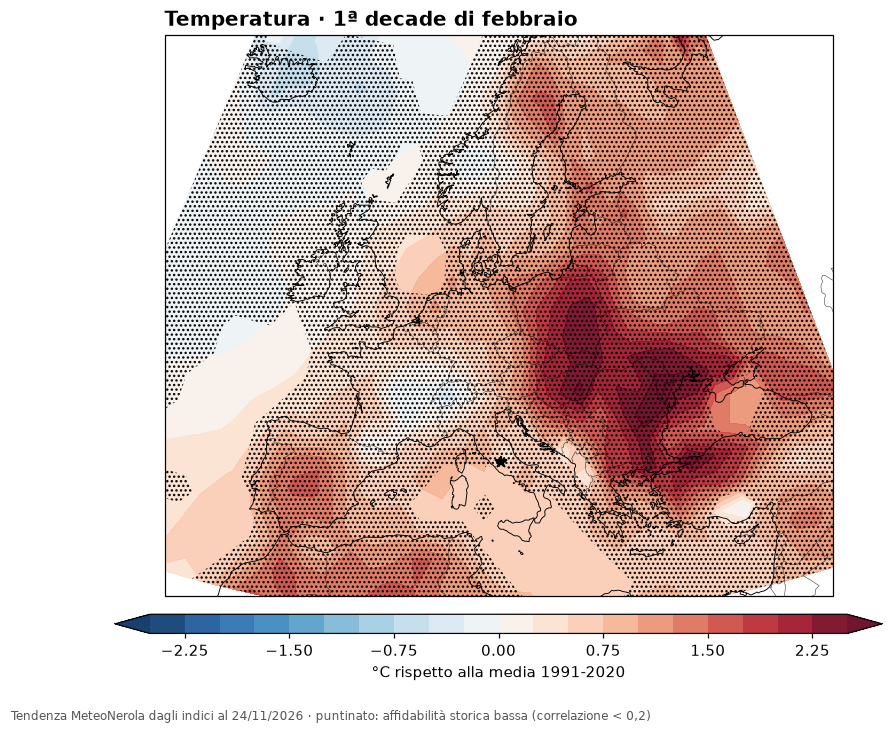 Temperatura · 1ª decade di febbraio
−2.25 −1.50 −0.75 0.00 0.75 1.50 2.25
°C rispetto alla media 1991-2020
Tendenza MeteoNerola dagli indici al 24/11/2026 · puntinato: affidabilità storica bassa (correlazione < 0,2)